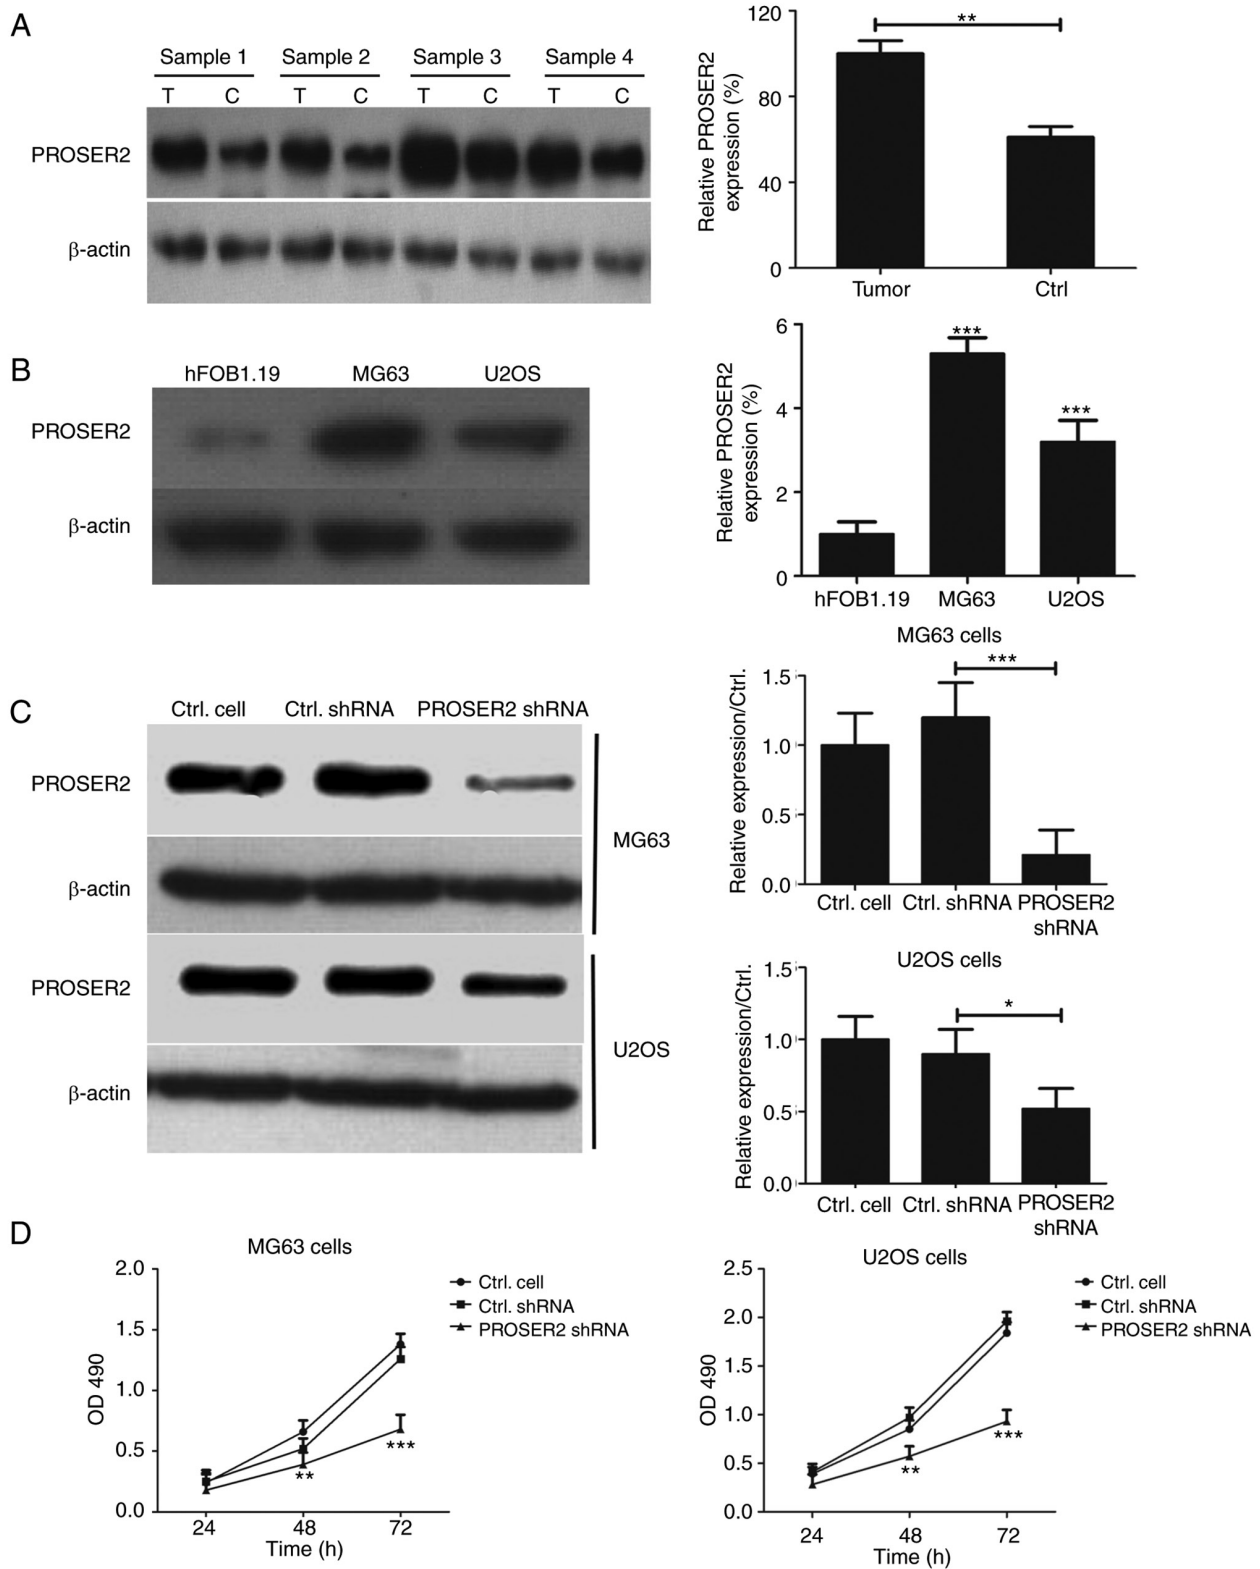 A
Sample 1 Sample 2 Sample 3 Sample 4
T C T C T C T C
PROSER2
β-actin
Relative PROSER2
expression (%)
120
80
40
0
**
Tumor Ctrl
B
hFOB1.19 MG63 U2OS
PROSER2
β-actin
Relative PROSER2
expression (%)
6
4
2
0
***
***
hFOB1.19 MG63 U2OS
C
Ctrl. cell Ctrl. shRNA PROSER2 shRNA
PROSER2
β-actin
MG63
PROSER2
β-actin
U2OS
MG63 cells
Relative expression/Ctrl.
1.5
1.0
0.5
0.0
***
Ctrl. cell Ctrl. shRNA PROSER2
shRNA
U2OS cells
Relative expression/Ctrl.
1.5
1.0
0.5
0.0
*
Ctrl. cell Ctrl. shRNA PROSER2
shRNA
D
MG63 cells
OD 490
2.0
1.5
1.0
0.5
0.0
Ctrl. cell
Ctrl. shRNA
PROSER2 shRNA
**
***
24 48 72
Time (h)
U2OS cells
OD 490
2.5
2.0
1.5
1.0
0.5
0.0
Ctrl. cell
Ctrl. shRNA
PROSER2 shRNA
**
***
24 48 72
Time (h)